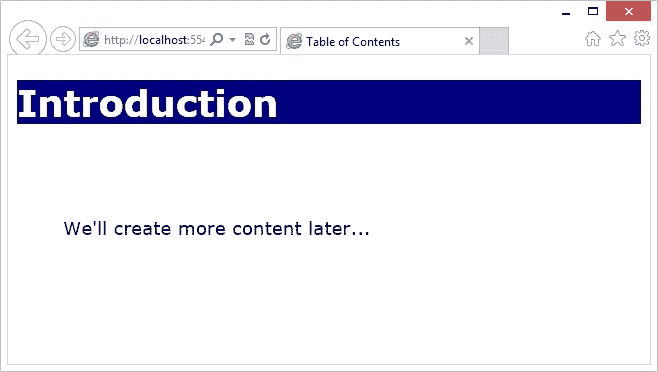 http://localhost:554
Table of Contents
Introduction
We'll create more content later...